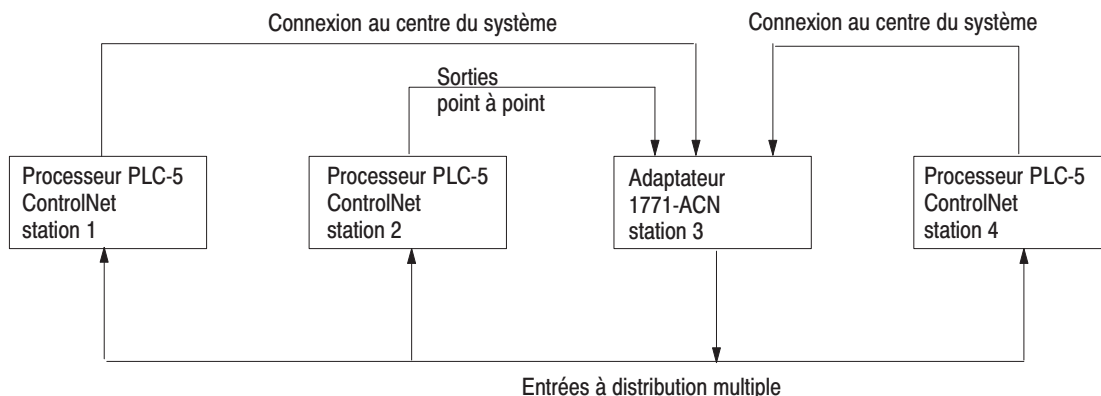 Connexion au centre du système
Connexion au centre du système
Sorties
point à point
Processeur PLC-5
ControlNet
station 1
Processeur PLC-5
ControlNet
station 2
Adaptateur
1771-ACN
station 3
Processeur PLC-5
ControlNet
station 4
Entrées à distribution multiple